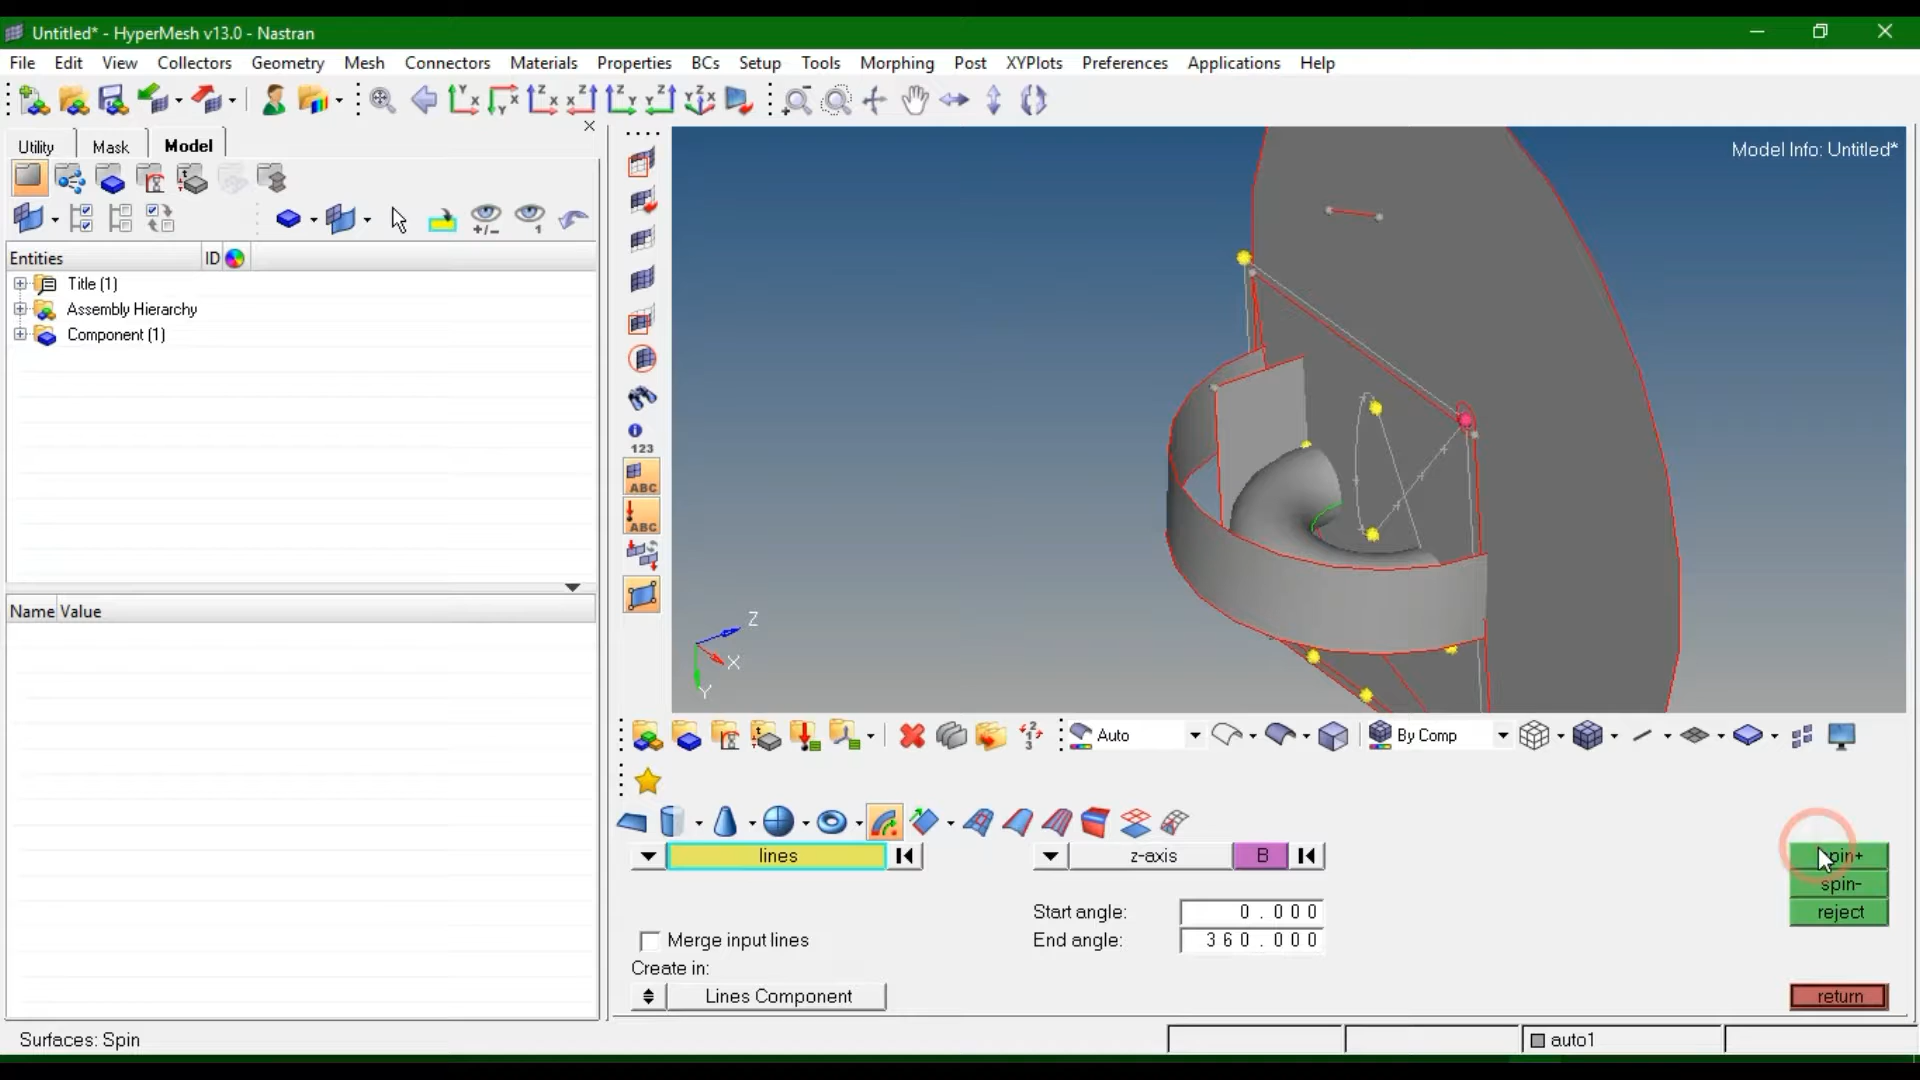 Untitled* - HyperMesh v13.0 - Nastran
File Edit View Collectors Geometry Mesh Connectors Materials Properties BCs Setup Tools Morphing Post XYPlots Preferences Applications Help
Utility Mask Model
Model Info: Untitled*
Entities ID
Title (1)
Assembly Hierarchy
Component (1)
123
ABC
ABC
Name Value
Z
X
Y
Auto
By Comp
lines
z-axis
B
spin+
spin-
reject
Start angle: 0.000
End angle: 360.000
Merge input lines
Create in:
Lines Component
return
Surfaces: Spin
auto1